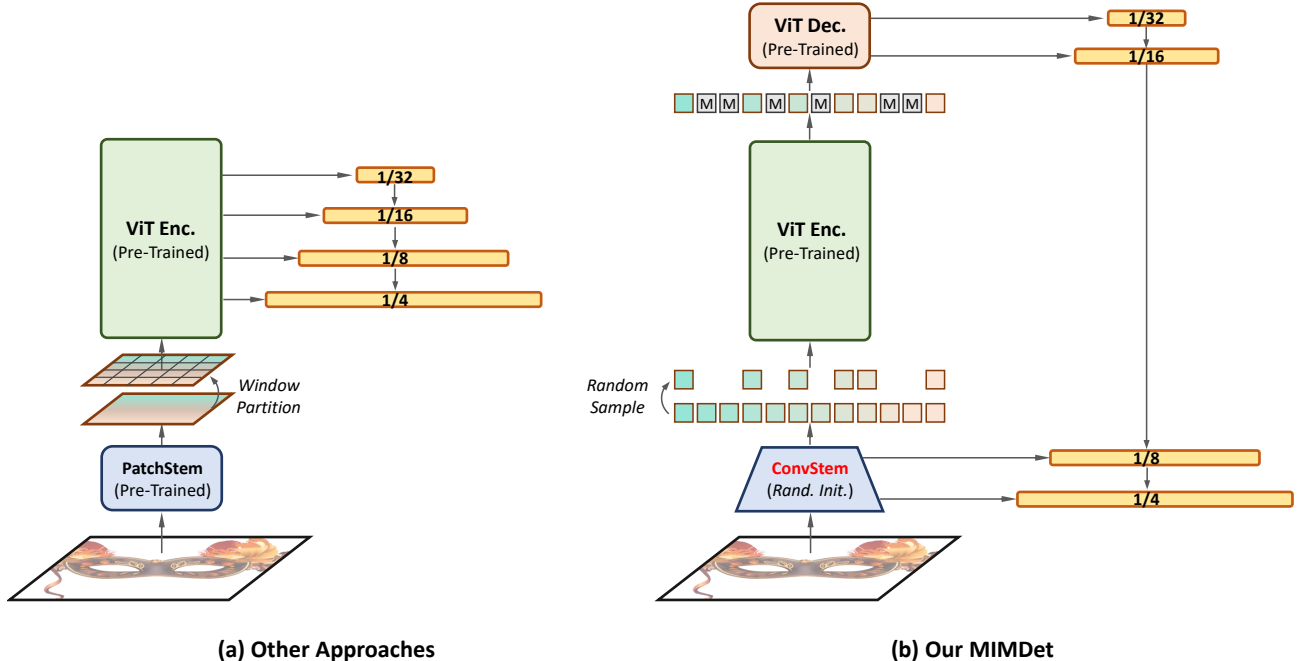 ViT Enc.
(Pre-Trained)
1/32
1/16
1/8
1/4
Window
Partition
PatchStem
(Pre-Trained)
(a) Other Approaches
ViT Dec.
(Pre-Trained)
1/32
1/16
M M M M M M
ViT Enc.
(Pre-Trained)
Random
Sample
ConvStem
(Rand. Init.)
1/8
1/4
(b) Our MIMDet